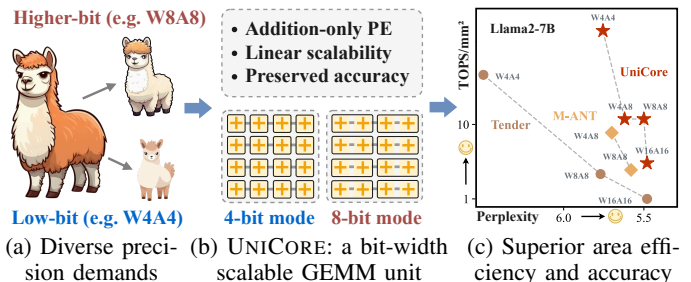 Higher-bit (e.g. W8A8)
Low-bit (e.g. W4A4)
(a) Diverse preci-
sion demands
• Addition-only PE
• Linear scalability
• Preserved accuracy
4-bit mode
8-bit mode
(b) UNICORE: a bit-width
scalable GEMM unit
TOPS/mm²
Llama2-7B
W4A4
W4A4
UniCore
M-ANT
W4A8
W8A8
Tender
10
W4A8
W8A8
W16A16
W8A8
W16A16
1
Perplexity
6.0
5.5
(c) Superior area effi-
ciency and accuracy